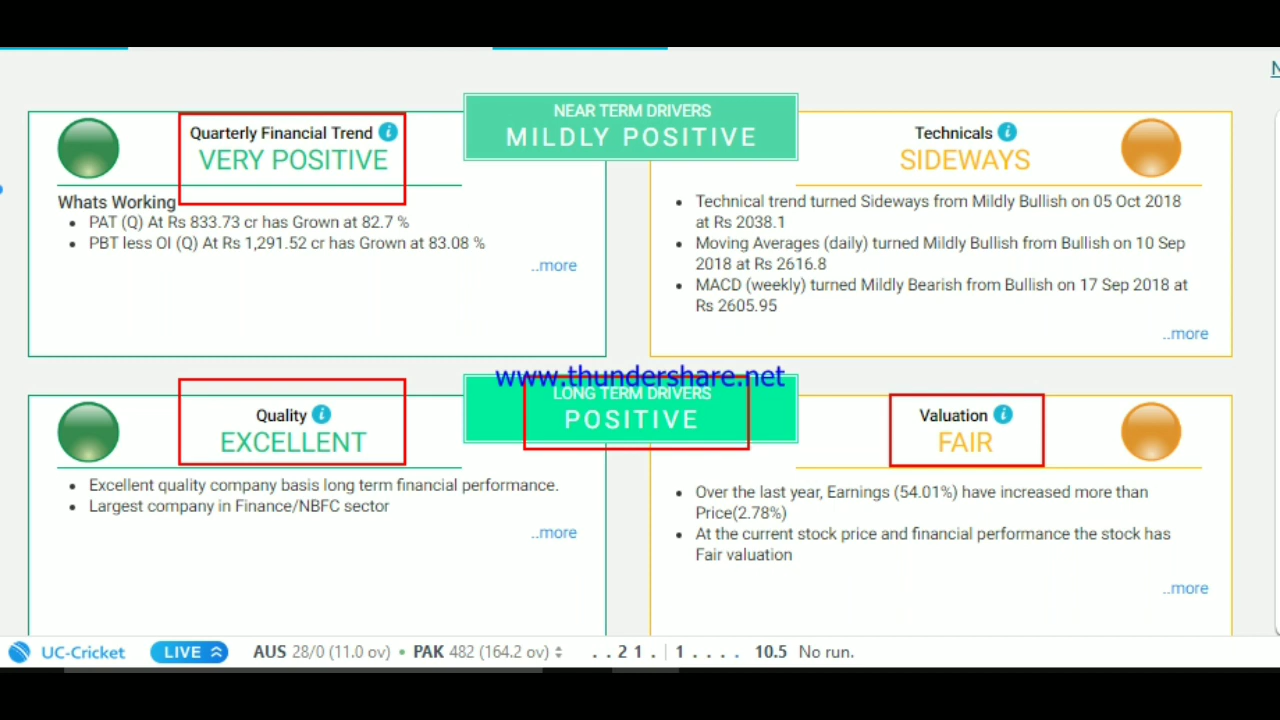 N
NEAR TERM DRIVERS
MILDLY POSITIVE
Quarterly Financial Trend i
VERY POSITIVE
Whats Working
• PAT (Q) At Rs 833.73 cr has Grown at 82.7 %
• PBT less OI (Q) At Rs 1,291.52 cr has Grown at 83.08 %
..more
Technicals i
SIDEWAYS
• Technical trend turned Sideways from Mildly Bullish on 05 Oct 2018
at Rs 2038.1
• Moving Averages (daily) turned Mildly Bullish from Bullish on 10 Sep
2018 at Rs 2616.8
• MACD (weekly) turned Mildly Bearish from Bullish on 17 Sep 2018 at
Rs 2605.95
..more
www.thundershare.net
LONG TERM DRIVERS
POSITIVE
Quality i
EXCELLENT
• Excellent quality company basis long term financial performance.
• Largest company in Finance/NBFC sector
..more
Valuation i
FAIR
• Over the last year, Earnings (54.01%) have increased more than
Price(2.78%)
• At the current stock price and financial performance the stock has
Fair valuation
..more
UC-Cricket LIVE AUS 28/0 (11.0 ov) • PAK 482 (164.2 ov) . . 2 1 . | 1 . . . . 10.5 No run.